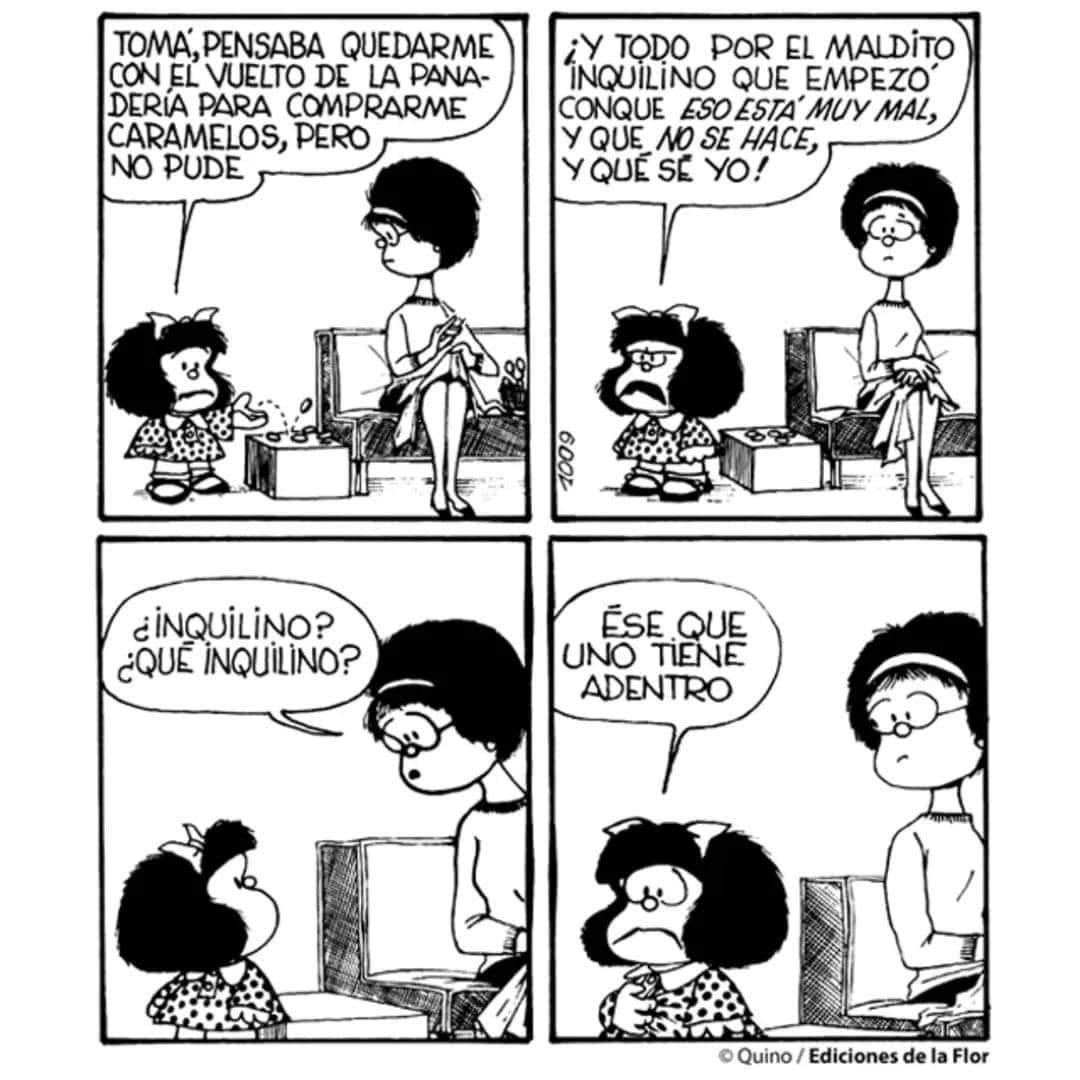 TOMÁ, PENSABA QUEDARME
CON EL VUELTO DE LA PANA-
DERÍA PARA COMPRARME
CARAMELOS, PERO
NO PUDE
¡Y TODO POR EL MALDITO
INQUILINO QUE EMPEZÓ
CONQUE ESO ESTÁ MUY MAL,
Y QUE NO SE HACE,
Y QUÉ SÉ YO!
1009
¿INQUILINO?
¿QUÉ INQUILINO?
ÉSE QUE
UNO TIENE
ADENTRO
© Quino / Ediciones de la Flor